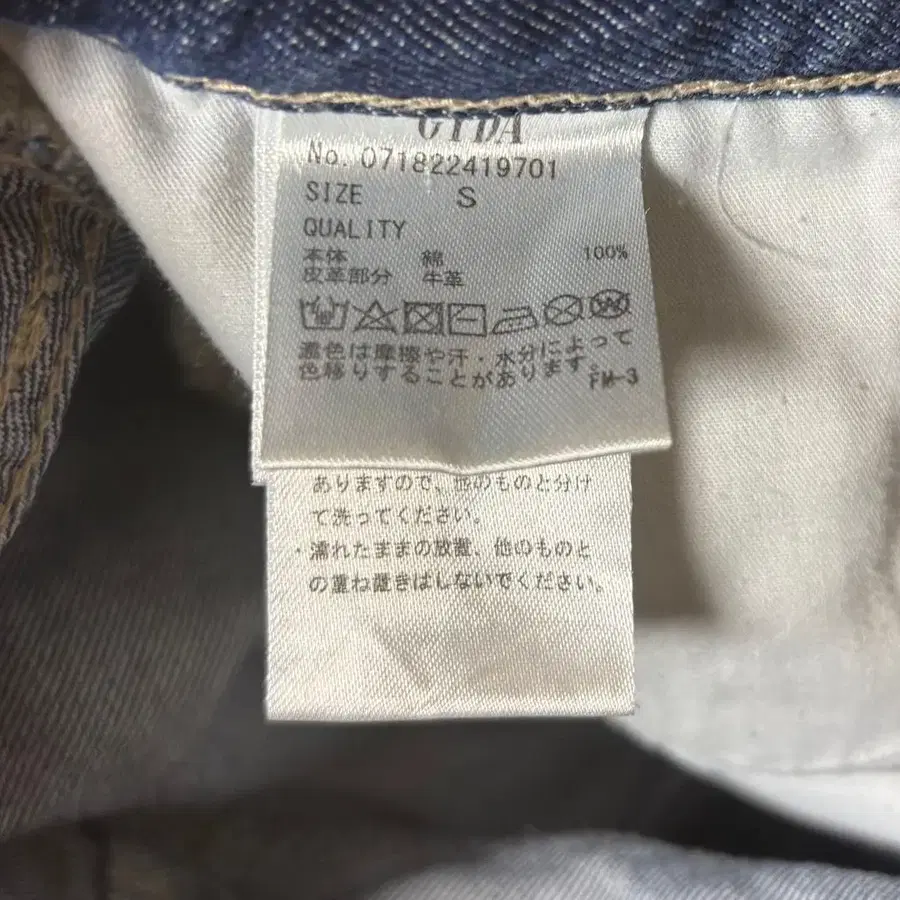 GYDA
No. 071822419701
SIZE S
QUALITY
本体 綿 100%
皮革部分 牛革
濃色は摩擦や汗・水分によって
色移りすることがあります。
FM-3
ありますので、他のものと分け
て洗ってください。
・濡れたままの放置、他のものと
の重ね置きはしないでください。